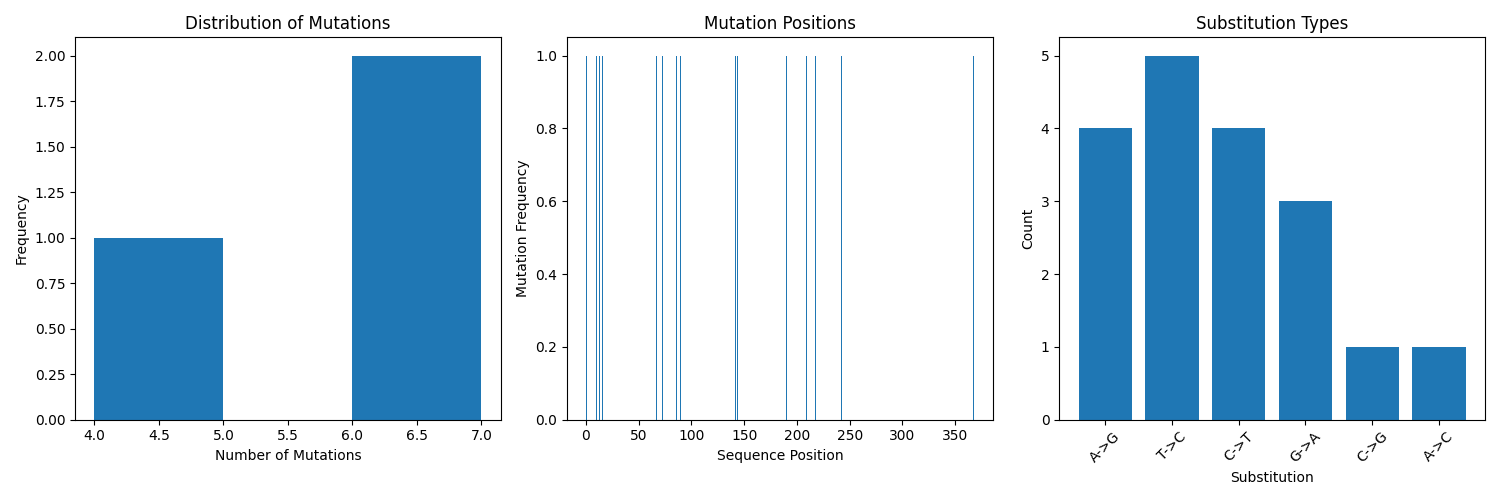 Distribution of Mutations
Frequency
2.00
1.75
1.50
1.25
1.00
0.75
0.50
0.25
0.00
4.0 4.5 5.0 5.5 6.0 6.5 7.0
Number of Mutations
Mutation Positions
Mutation Frequency
1.0
0.8
0.6
0.4
0.2
0.0
0 50 100 150 200 250 300 350
Sequence Position
Substitution Types
Count
5
4
3
2
1
0
A->G T->C C->T G->A C->G A->C
Substitution